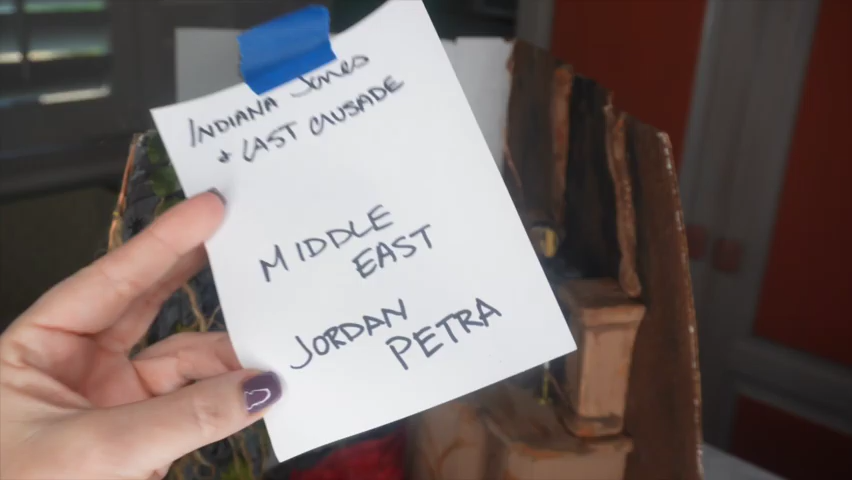 INDIANA Jones
+ LAST CRUSADE
MIDDLE
EAST
JORDAN
PETRA